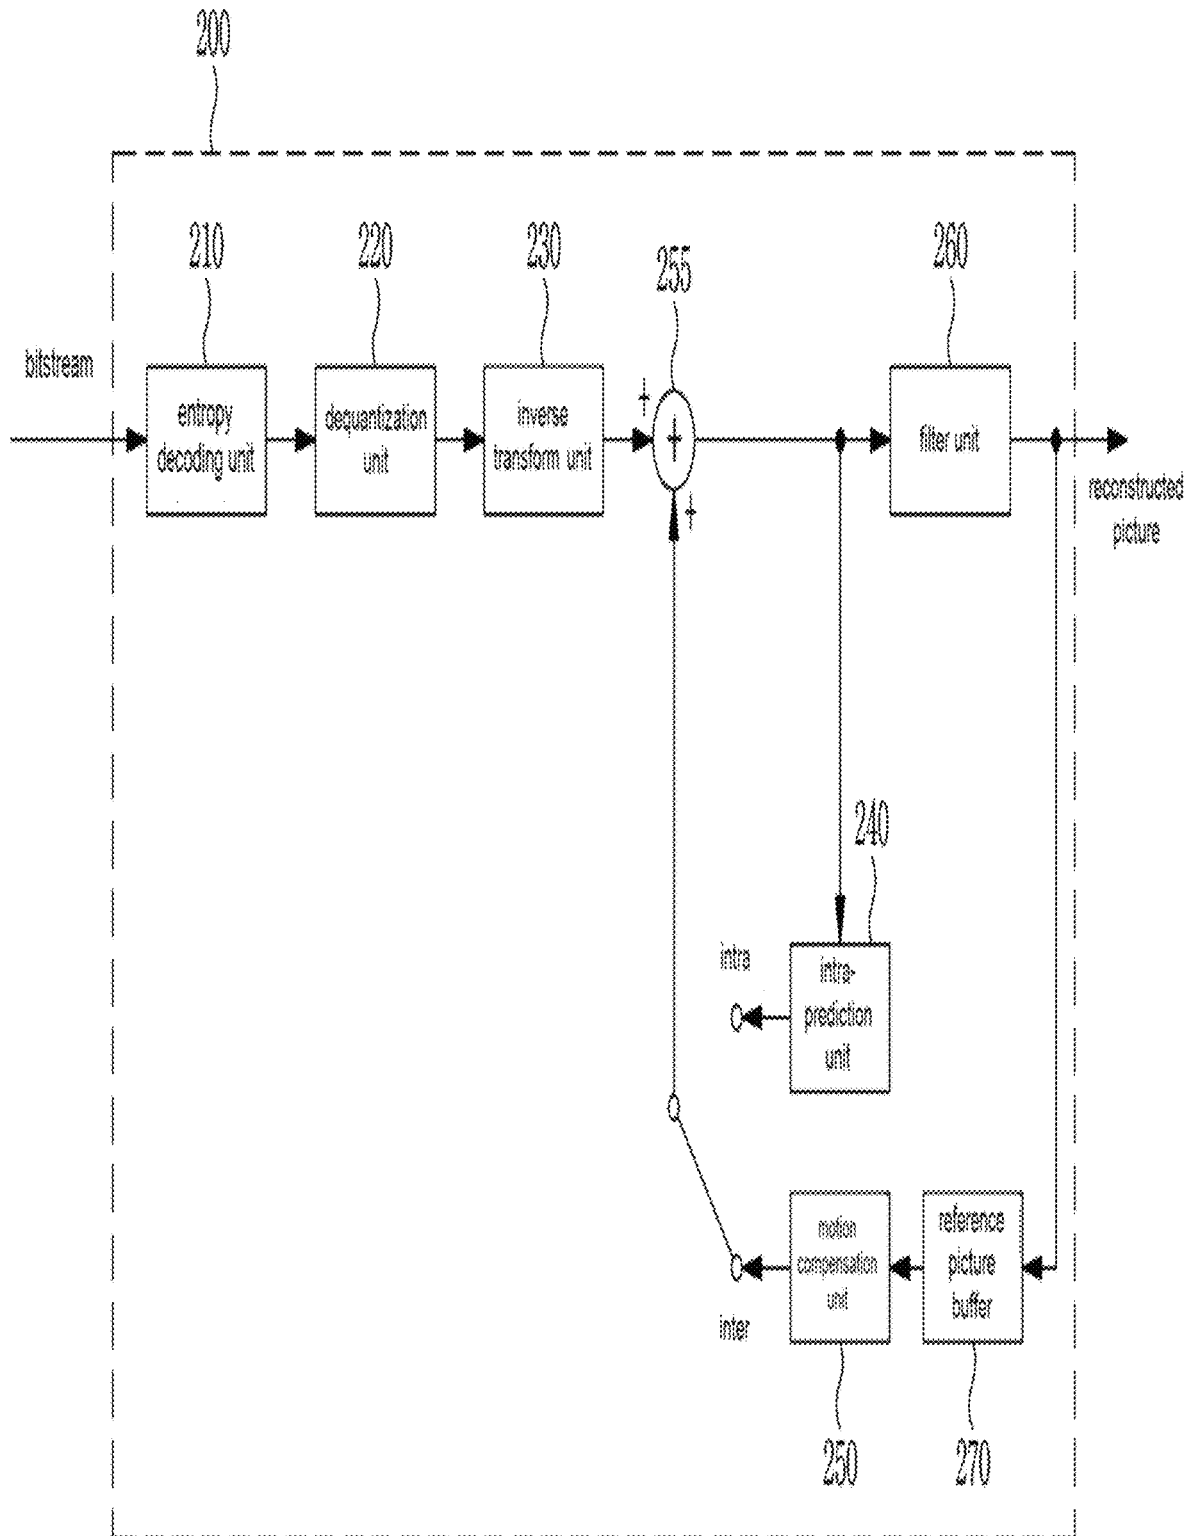 200
210
220
230
255
260
bitstream
entropy
decoding unit
dequantization
unit
inverse
transform unit
+
+
+
filter unit
reconstructed
picture
240
intra
intra-
prediction
unit
motion
compensation
unit
reference
picture
buffer
inter
250
270